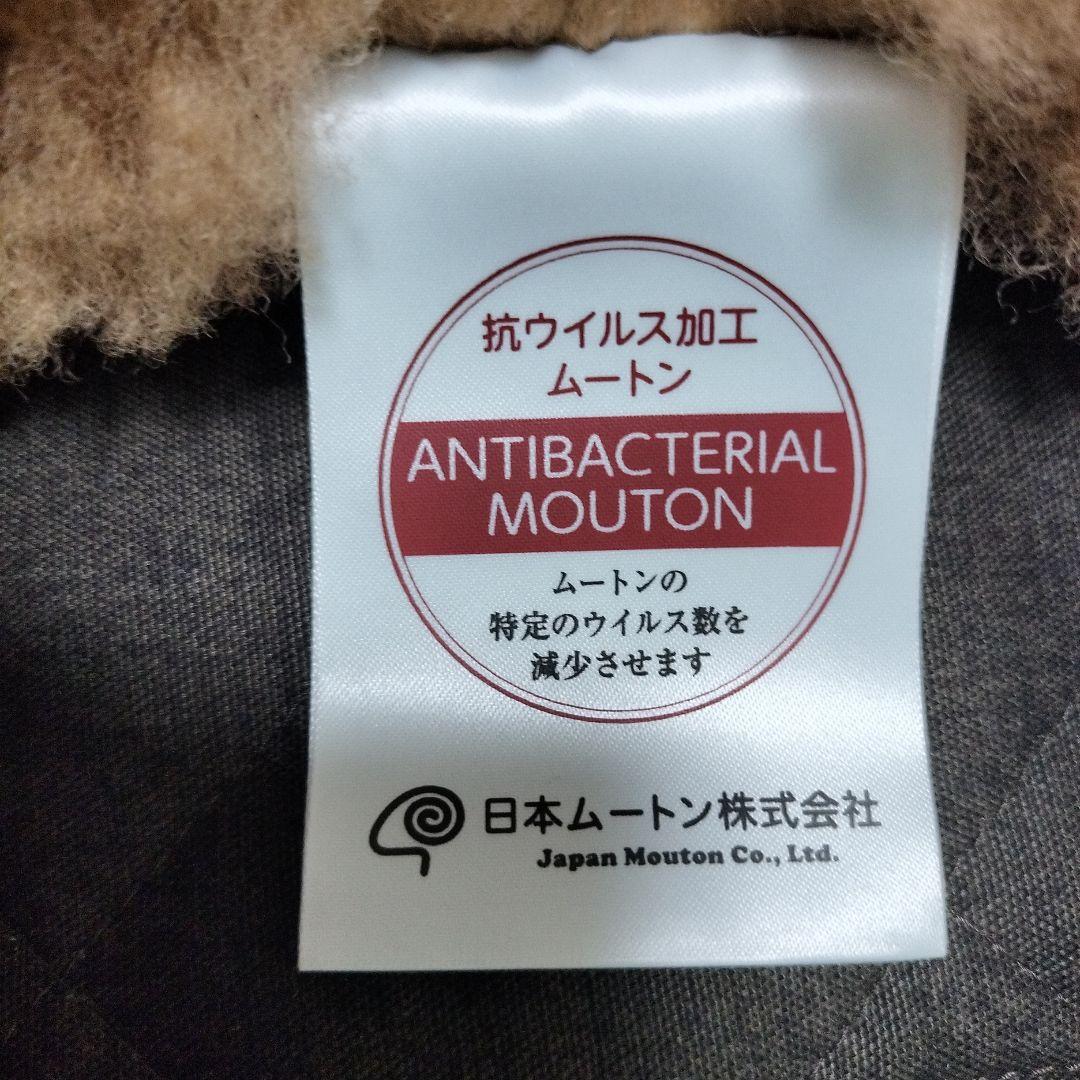 抗ウイルス加工
ムートン
ANTIBACTERIAL
MOUTON
ムートンの
特定のウイルス数を
減少させます
日本ムートン株式会社
Japan Mouton Co., Ltd.